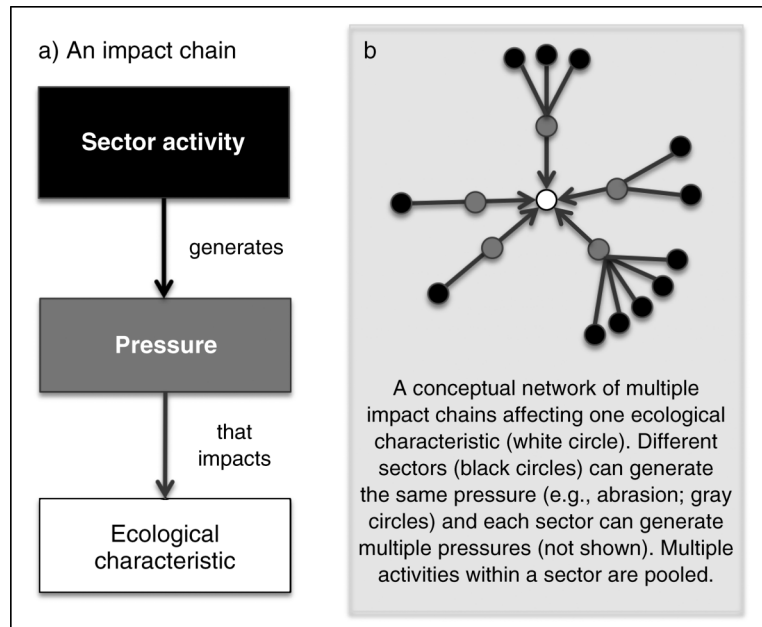 a) An impact chain
Sector activity
generates
Pressure
that
impacts
Ecological
characteristic
b
A conceptual network of multiple
impact chains affecting one ecological
characteristic (white circle). Different
sectors (black circles) can generate
the same pressure (e.g., abrasion; gray
circles) and each sector can generate
multiple pressures (not shown). Multiple
activities within a sector are pooled.